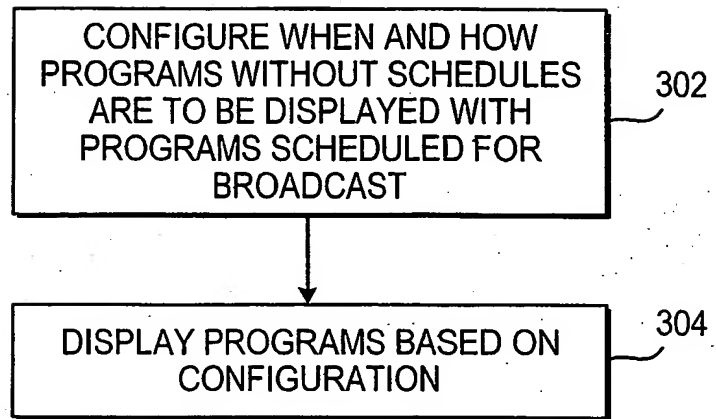 CONFIGURE WHEN AND HOW
PROGRAMS WITHOUT SCHEDULES
ARE TO BE DISPLAYED WITH
PROGRAMS SCHEDULED FOR
BROADCAST
302
DISPLAY PROGRAMS BASED ON
CONFIGURATION
304